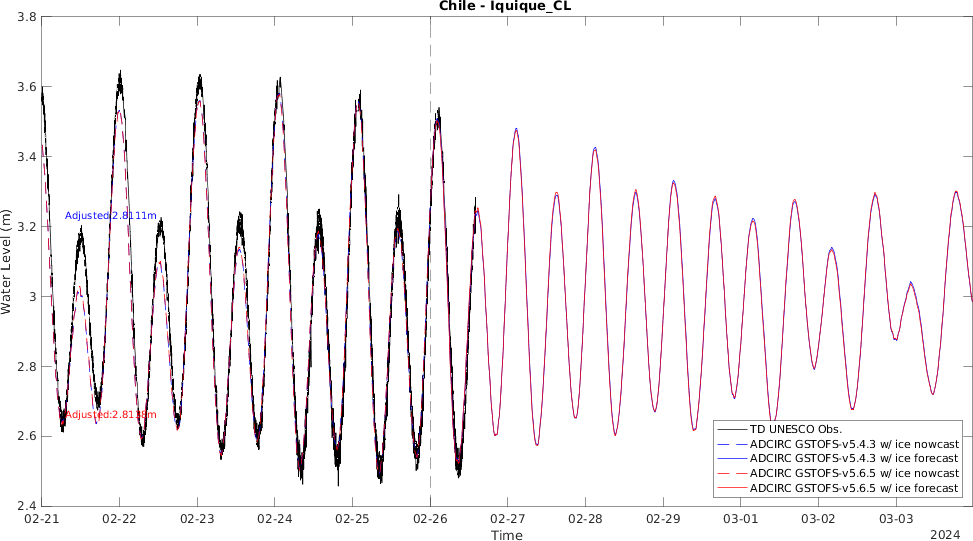 Chile - Iquique_CL
3.8
3.6
3.4
3.2
3
2.8
2.6
2.4
Water Level (m)
Adjusted:2.8111m
Adjusted:2.8138m
TD UNESCO Obs.
ADCIRC GSTOFS-v5.4.3 w/ ice nowcast
ADCIRC GSTOFS-v5.4.3 w/ ice forecast
ADCIRC GSTOFS-v5.6.5 w/ ice nowcast
ADCIRC GSTOFS-v5.6.5 w/ ice forecast
02-21 02-22 02-23 02-24 02-25 02-26 02-27 02-28 02-29 03-01 03-02 03-03
Time
2024